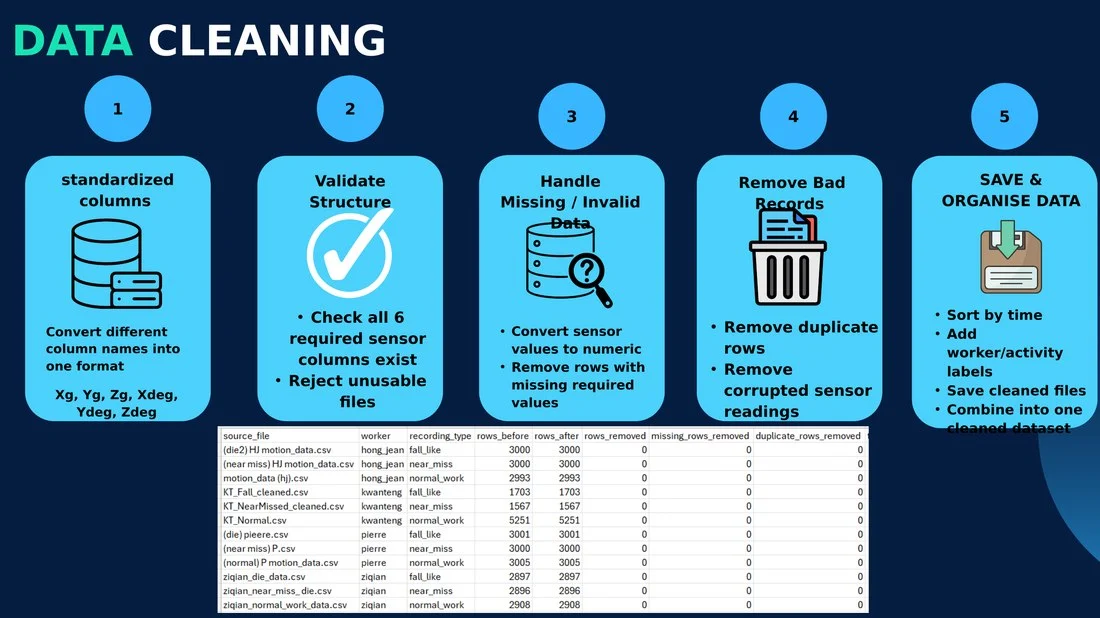 DATA CLEANING
1
standardized
columns
Convert different
column names into
one format
Xg, Yg, Zg, Xdeg,
Ydeg, Zdeg
2
Validate
Structure
• Check all 6
required sensor
columns exist
• Reject unusable
files
3
Handle
Missing / Invalid
Data
?
• Convert sensor
values to numeric
• Remove rows with
missing required
values
4
Remove Bad
Records
• Remove duplicate
rows
• Remove
corrupted sensor
readings
5
SAVE &
ORGANISE DATA
• Sort by time
• Add
worker/activity
labels
• Save cleaned files
• Combine into one
cleaned dataset
source_file worker recording_type rows_before rows_after rows_removed missing_rows_removed duplicate_rows_removed
(die2) HJ motion_data.csv hong_jean fall_like 3000 3000 0 0 0
(near miss) HJ motion_data.csv hong_jean near_miss 3000 3000 0 0 0
motion_data (hj).csv hong_jean normal_work 2993 2993 0 0 0
KT_Fall_cleaned.csv kwanteng fall_like 1703 1703 0 0 0
KT_NearMissed_cleaned.csv kwanteng near_miss 1567 1567 0 0 0
KT_Normal.csv kwanteng normal_work 5251 5251 0 0 0
(die) pieere.csv pierre fall_like 3001 3001 0 0 0
(near miss) P.csv pierre near_miss 3000 3000 0 0 0
(normal) P motion_data.csv pierre normal_work 3005 3005 0 0 0
ziqian_die_data.csv ziqian fall_like 2897 2897 0 0 0
ziqian_near_miss_ die.csv ziqian near_miss 2896 2896 0 0 0
ziqian_normal_work_data.csv ziqian normal_work 2908 2908 0 0 0